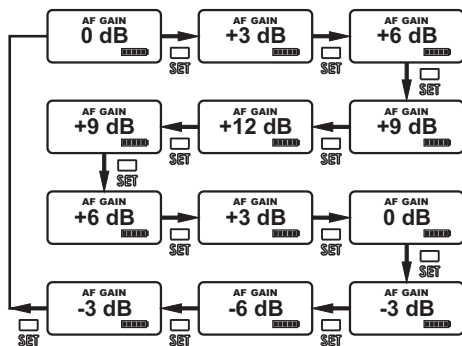 AF GAIN
0 dB
SET
AF GAIN
+3 dB
SET
AF GAIN
+6 dB
SET
AF GAIN
+9 dB
SET
AF GAIN
+12 dB
SET
AF GAIN
+9 dB
SET
AF GAIN
+6 dB
SET
AF GAIN
+3 dB
SET
AF GAIN
0 dB
SET
AF GAIN
-3 dB
SET
AF GAIN
-6 dB
SET
AF GAIN
-3 dB
SET